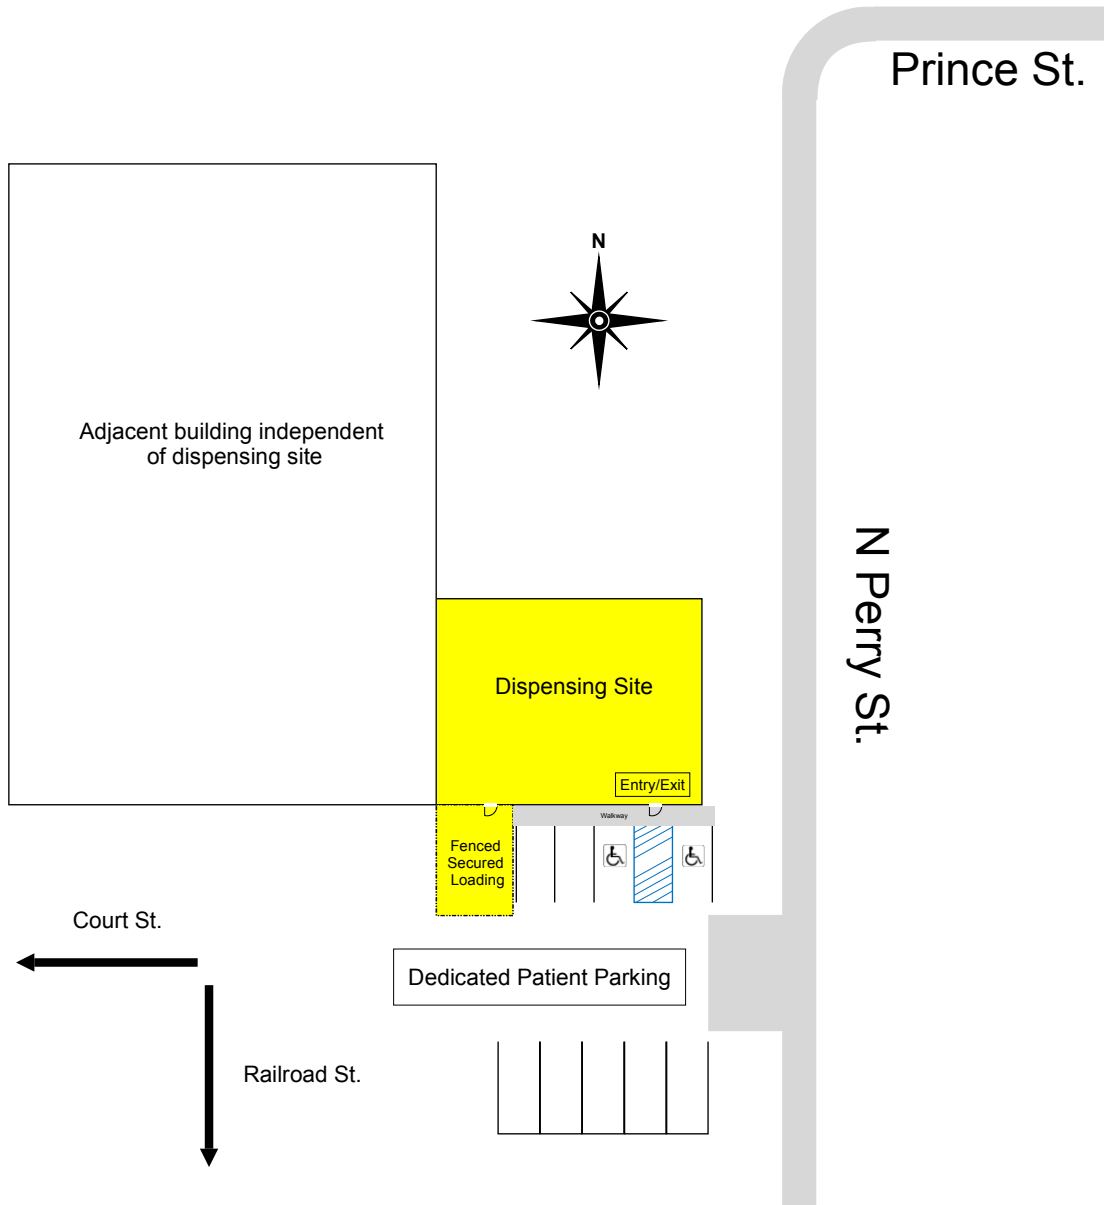 Prince St.
N
Adjacent building independent
of dispensing site
N Perry St.
Dispensing Site
Entry/Exit
Walkway
Fenced
Secured
Loading
Court St.
Dedicated Patient Parking
Railroad St.